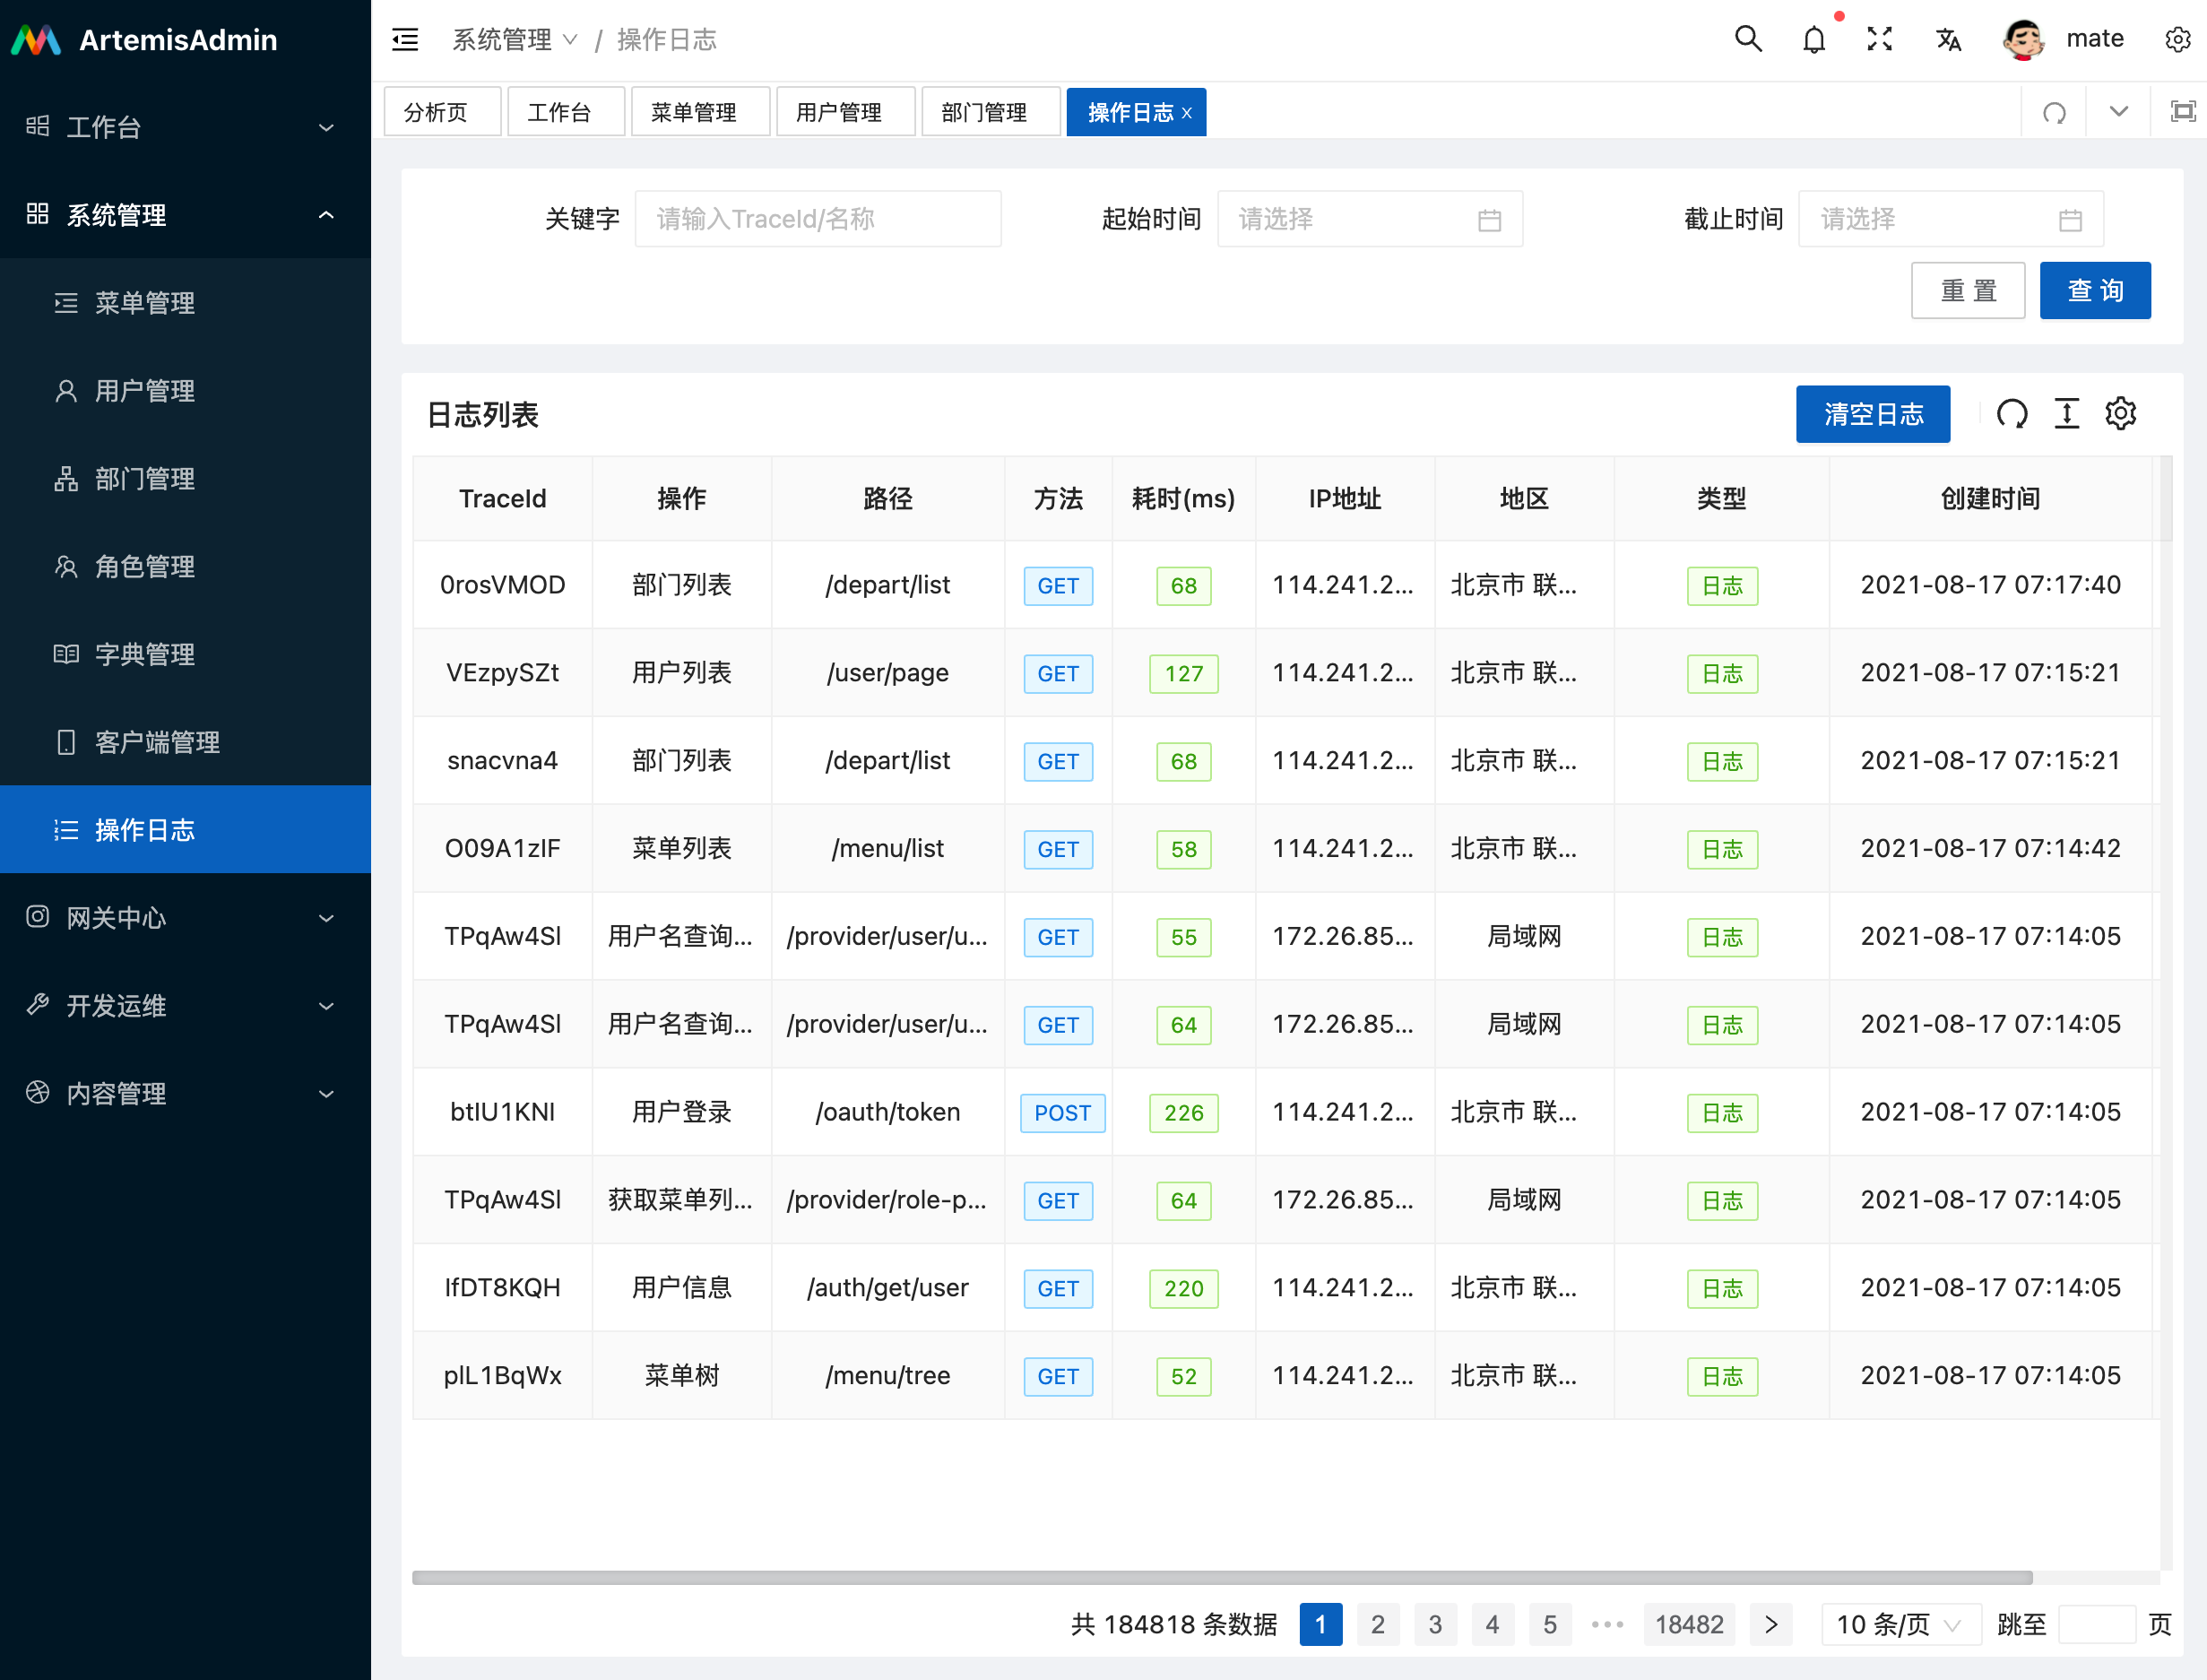 ArtemisAdmin
工作台
系统管理
菜单管理
用户管理
部门管理
角色管理
字典管理
客户端管理
操作日志
网关中心
开发运维
内容管理
系统管理 / 操作日志
mate
分析页 工作台 菜单管理 用户管理 部门管理 操作日志 x
关键字 请输入TraceId/名称 起始时间 请选择 截止时间 请选择
重 置 查 询
日志列表 清空日志
TraceId 操作 路径 方法 耗时(ms) IP地址 地区 类型 创建时间
0rosVMOD 部门列表 /depart/list GET 68 114.241.2... 北京市 联... 日志 2021-08-17 07:17:40
VEzpySZt 用户列表 /user/page GET 127 114.241.2... 北京市 联... 日志 2021-08-17 07:15:21
snacvna4 部门列表 /depart/list GET 68 114.241.2... 北京市 联... 日志 2021-08-17 07:15:21
O09A1zIF 菜单列表 /menu/list GET 58 114.241.2... 北京市 联... 日志 2021-08-17 07:14:42
TPqAw4Sl 用户名查询... /provider/user/u... GET 55 172.26.85... 局域网 日志 2021-08-17 07:14:05
TPqAw4Sl 用户名查询... /provider/user/u... GET 64 172.26.85... 局域网 日志 2021-08-17 07:14:05
btIU1KNI 用户登录 /oauth/token POST 226 114.241.2... 北京市 联... 日志 2021-08-17 07:14:05
TPqAw4Sl 获取菜单列... /provider/role-p... GET 64 172.26.85... 局域网 日志 2021-08-17 07:14:05
IfDT8KQH 用户信息 /auth/get/user GET 220 114.241.2... 北京市 联... 日志 2021-08-17 07:14:05
plL1BqWx 菜单树 /menu/tree GET 52 114.241.2... 北京市 联... 日志 2021-08-17 07:14:05
共 184818 条数据 1 2 3 4 5 ••• 18482 > 10 条/页 跳至 页